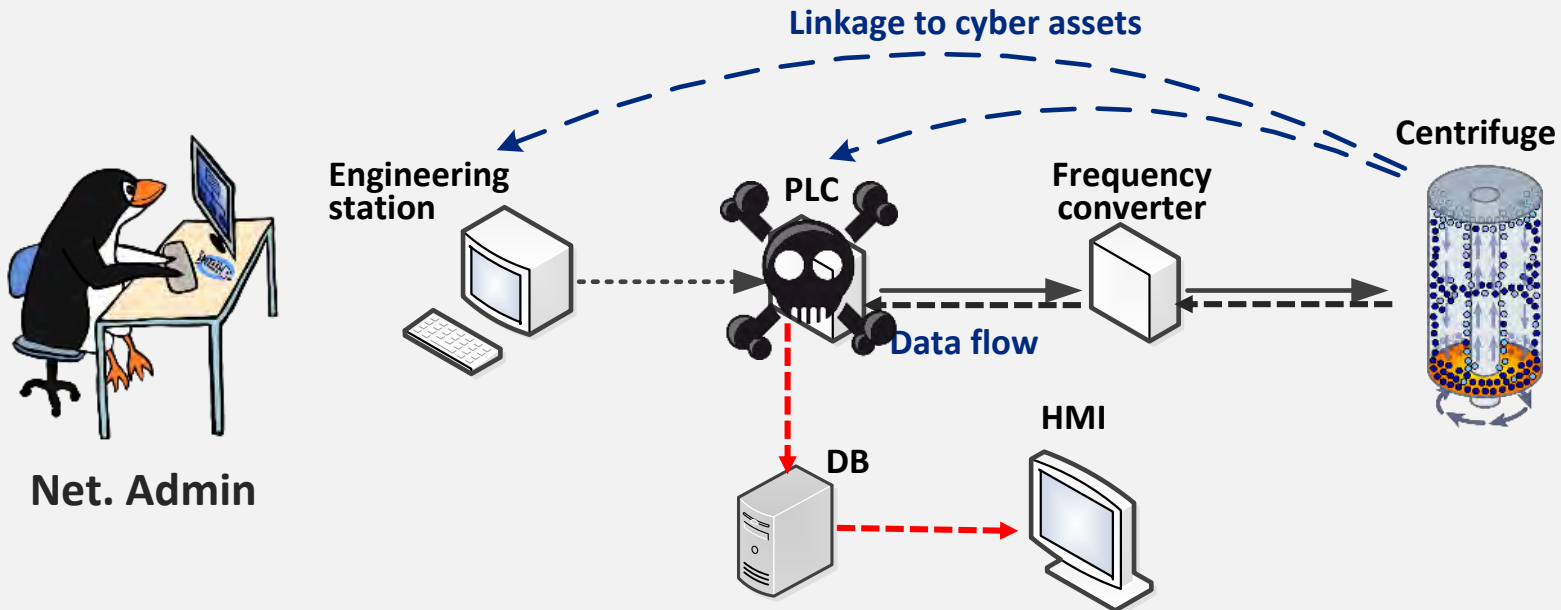 Linkage to cyber assets
Centrifuge
Engineering
station
PLC
Frequency
converter
Data flow
HMI
DB
Net. Admin